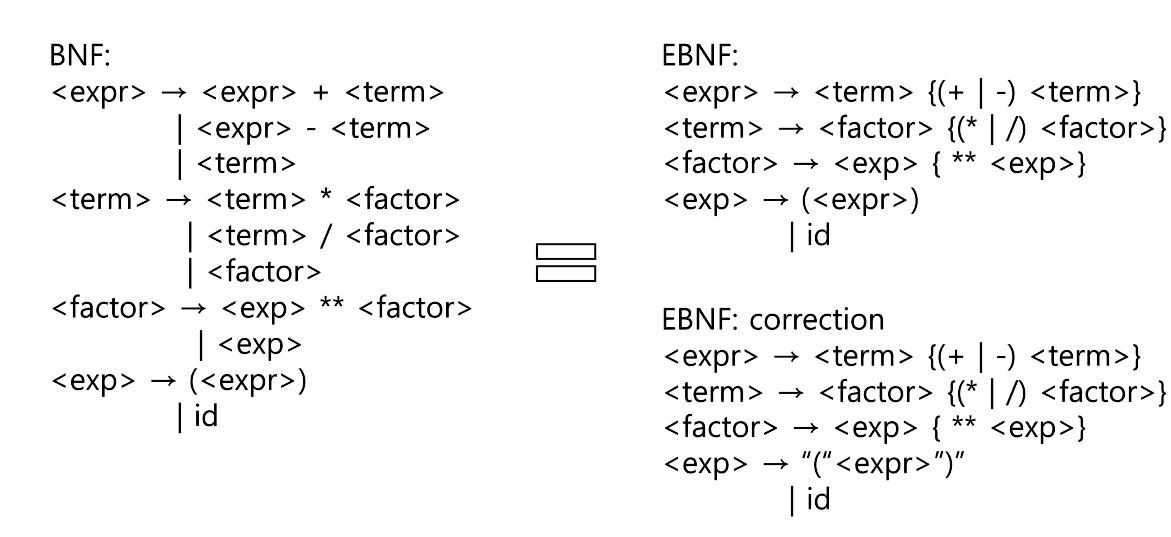 BNF:
<expr> → <expr> + <term>
| <expr> - <term>
| <term>
<term> → <term> * <factor>
| <term> / <factor>
| <factor>
<factor> → <exp> ** <factor>
| <exp>
<exp> → (<expr>)
| id
EBNF:
<expr> → <term> {(+ | -) <term>}
<term> → <factor> {(* | /) <factor>}
<factor> → <exp> { ** <exp>}
<exp> → (<expr>)
| id
EBNF: correction
<expr> → <term> {(+ | -) <term>}
<term> → <factor> {(* | /) <factor>}
<factor> → <exp> { ** <exp>}
<exp> → “(“<expr>”)”
| id